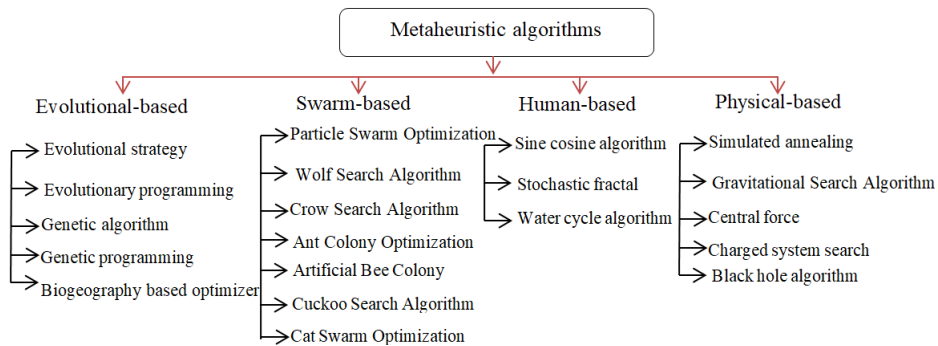 Metaheuristic algorithms
Evolutional-based
Evolutional strategy
Evolutionary programming
Genetic algorithm
Genetic programming
Biogeography based optimizer
Swarm-based
Particle Swarm Optimization
Wolf Search Algorithm
Crow Search Algorithm
Ant Colony Optimization
Artificial Bee Colony
Cuckoo Search Algorithm
Cat Swarm Optimization
Human-based
Sine cosine algorithm
Stochastic fractal
Water cycle algorithm
Physical-based
Simulated annealing
Gravitational Search Algorithm
Central force
Charged system search
Black hole algorithm